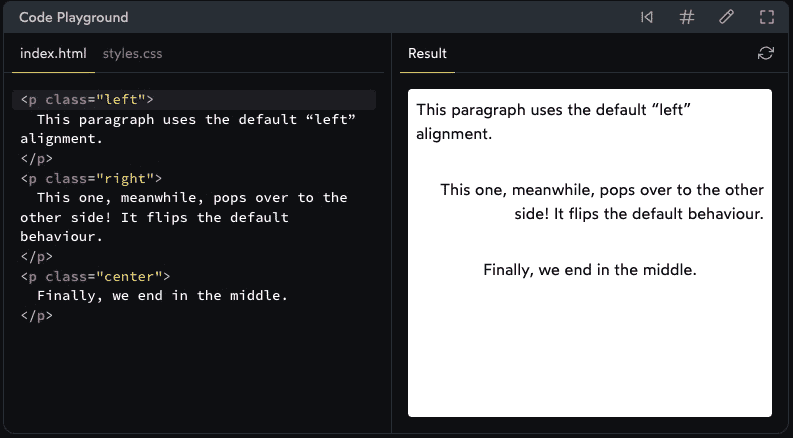 Code Playground
index.html styles.css
<p class="left">
This paragraph uses the default “left”
alignment.
</p>
<p class="right">
This one, meanwhile, pops over to the
other side! It flips the default
behaviour.
</p>
<p class="center">
Finally, we end in the middle.
</p>
Result
This paragraph uses the default “left”
alignment.
This one, meanwhile, pops over to the other
side! It flips the default behaviour.
Finally, we end in the middle.